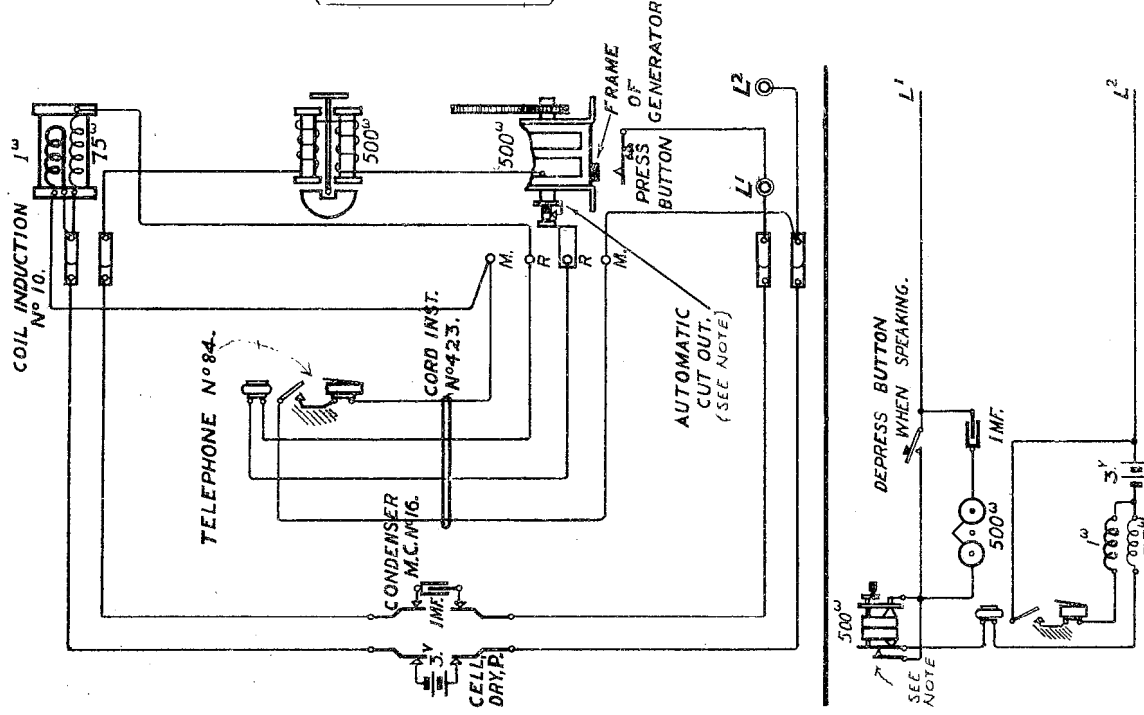 COIL INDUCTION
Nº 10.
1ω
75ω
500ω
500ω
FRAME
OF
GENERATOR
PRESS
BUTTON
L1
L2
TELEPHONE Nº 84.
CORD INST.
Nº 423.
M.
R
R
M.
AUTOMATIC
CUT OUT.
(SEE NOTE)
CONDENSER
M.C. Nº 16.
1MF.
3.V
CELL,
DRY, P.
DEPRESS BUTTON
WHEN SPEAKING.
L1
L2
500ω
SEE
NOTE
500ω
1MF.
1ω
3.V